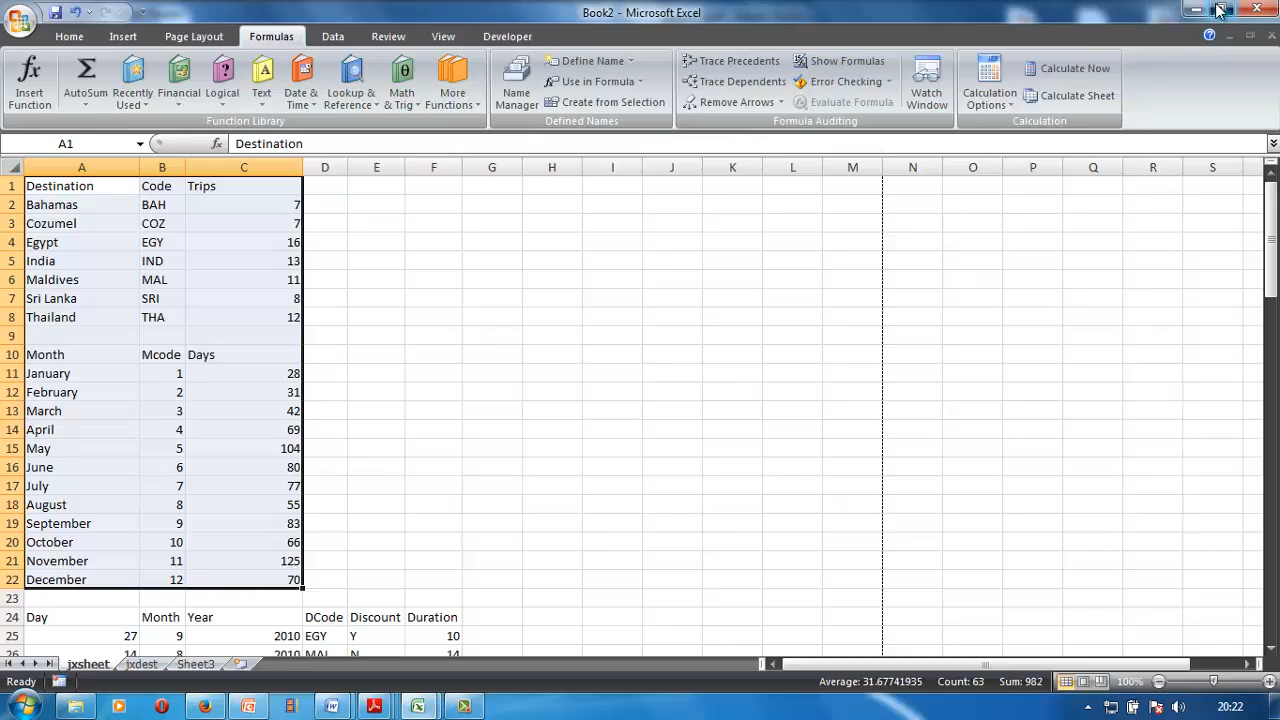 Book2 - Microsoft Excel
Home Insert Page Layout Formulas Data Review View Developer
Insert Function AutoSum Recently Used Financial Logical Text Date & Time Lookup & Reference Math & Trig More Functions
Function Library
Name Manager Define Name Use in Formula Create from Selection
Defined Names
Trace Precedents Trace Dependents Remove Arrows Show Formulas Error Checking Evaluate Formula Watch Window
Formula Auditing
Calculation Options Calculate Now Calculate Sheet
Calculation
A1 fx Destination
A B C D E F G H I J K L M N O P Q R S
1 Destination Code Trips
2 Bahamas BAH 7
3 Cozumel COZ 7
4 Egypt EGY 16
5 India IND 13
6 Maldives MAL 11
7 Sri Lanka SRI 8
8 Thailand THA 12
9
10 Month Mcode Days
11 January 1 28
12 February 2 31
13 March 3 42
14 April 4 69
15 May 5 104
16 June 6 80
17 July 7 77
18 August 8 55
19 September 9 83
20 October 10 66
21 November 11 125
22 December 12 70
23
24 Day Month Year DCode Discount Duration
25 27 9 2010 EGY Y 10
26 14 8 2010 MAL N 14
jxsheet jxdest Sheet3
Ready Average: 31.67741935 Count: 63 Sum: 982 100%
20:22